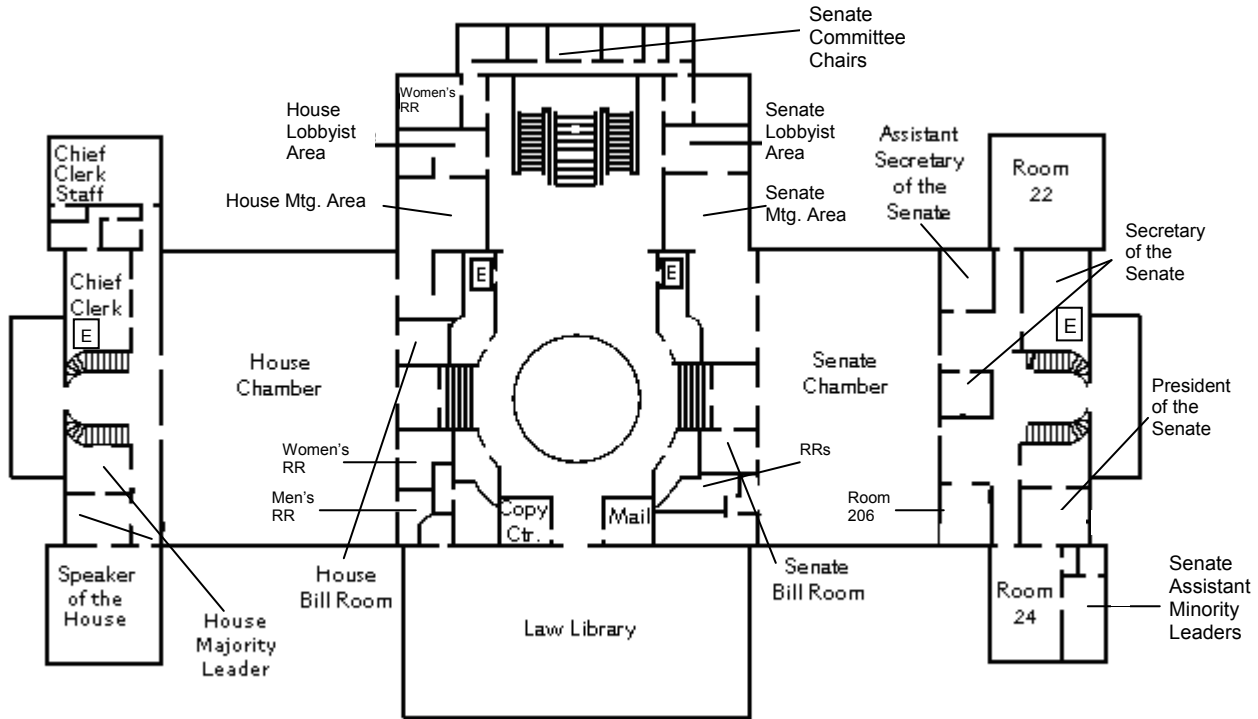 Senate
Committee
Chairs
Women's
RR
House
Lobbyist
Area
Senate
Lobbyist
Area
Assistant
Secretary
of the
Senate
Room
22
Chief
Clerk
Staff
House Mtg. Area
Senate
Mtg. Area
Secretary
of the
Senate
Chief
Clerk
E
E
E
E
House
Chamber
Senate
Chamber
President
of the
Senate
Women's
RR
RRs
Men's
RR
Copy
Ctr.
Mail
Room
206
Speaker
of the
House
House
Majority
Leader
House
Bill Room
Law Library
Senate
Bill Room
Room
24
Senate
Assistant
Minority
Leaders